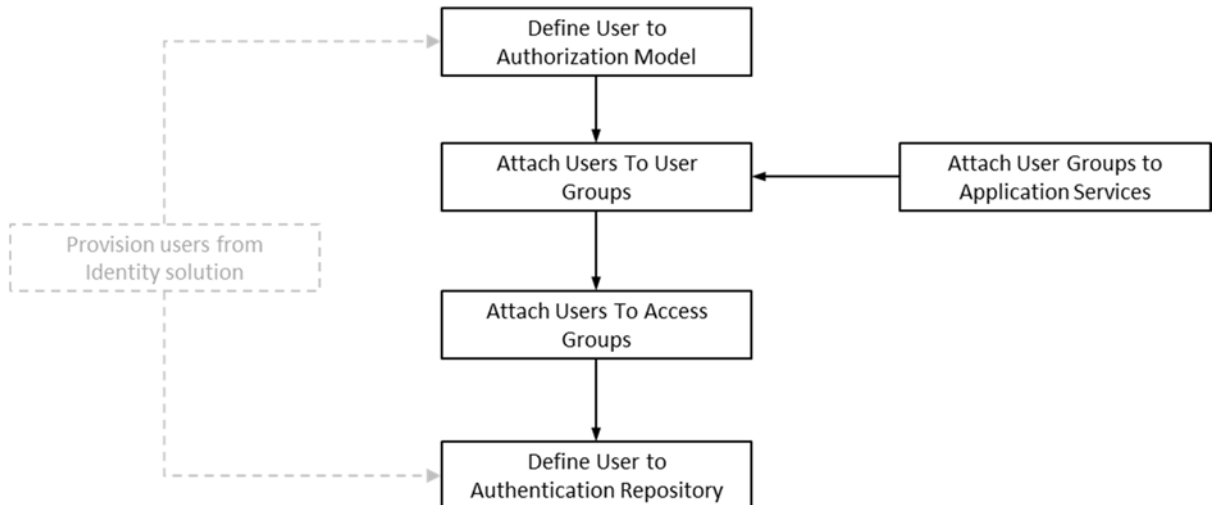 Define User to
Authorization Model
Attach Users To User
Groups
Attach User Groups to
Application Services
Provision users from
Identity solution
Attach Users To Access
Groups
Define User to
Authentication Repository